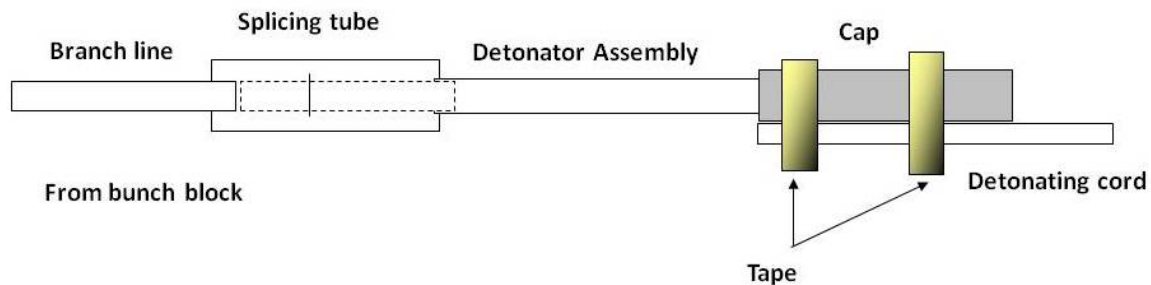 Splicing tube
Branch line
Detonator Assembly
Cap
From bunch block
Detonating cord
Tape